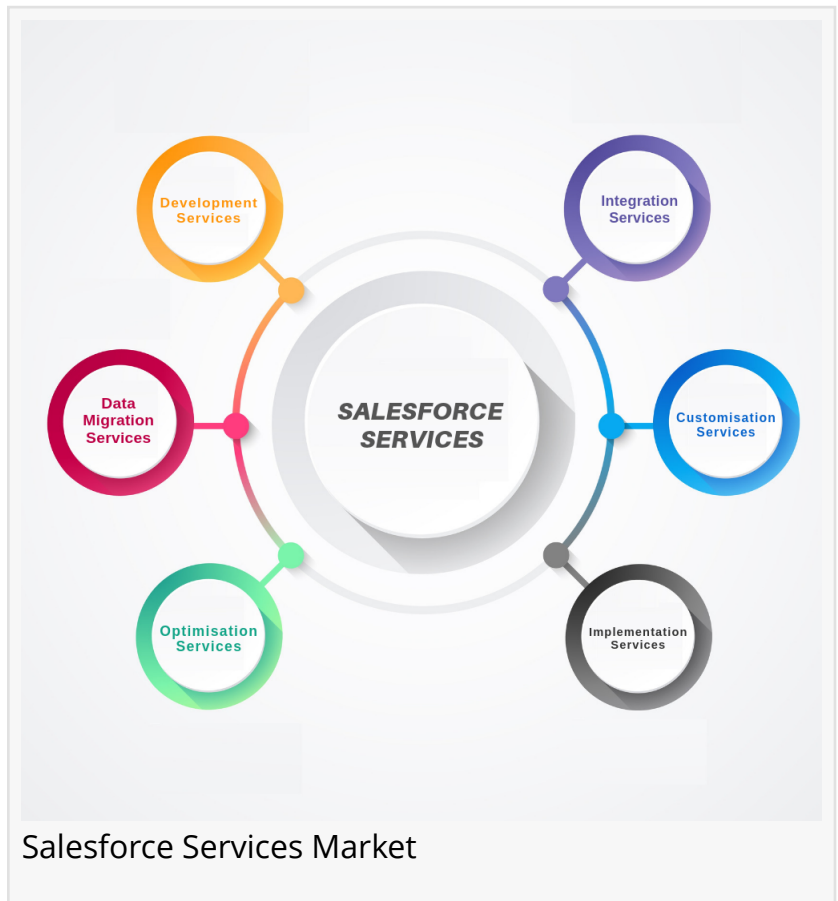 Development
Services
Integration
Services
Data
Migration
Services
SALESFORCE
SERVICES
Customisation
Services
Optimisation
Services
Implementation
Services
Salesforce Services Market